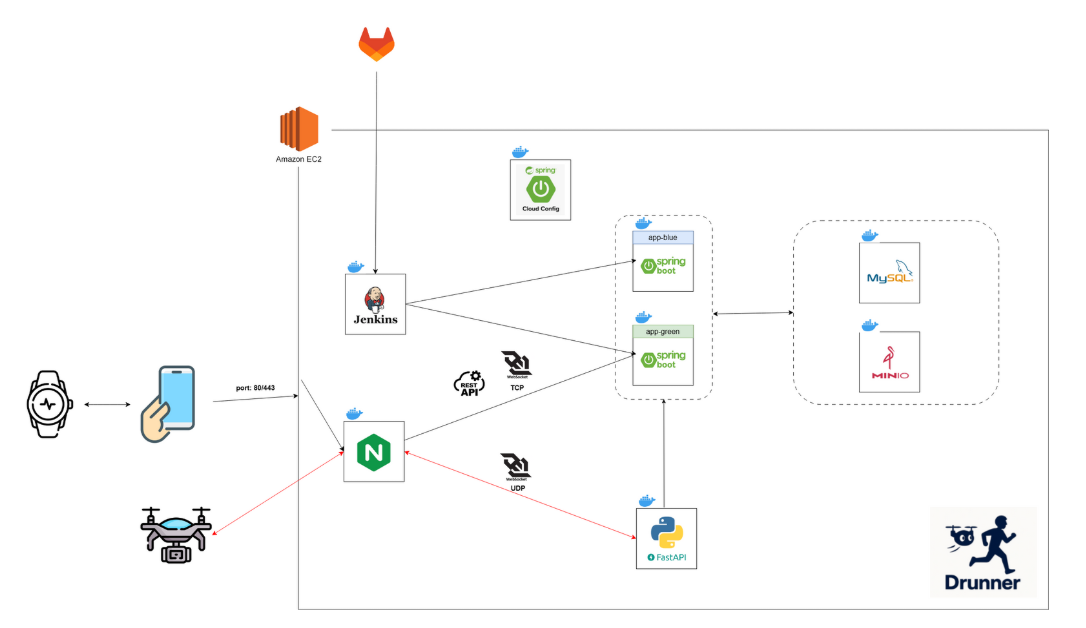 Amazon EC2
spring
Cloud Config
app-blue
spring
boot
MySQL
Jenkins
app-green
spring
boot
MINIO
WebSocket
TCP
REST
API
port: 80/443
N
WebSocket
UDP
FastAPI
Drunner